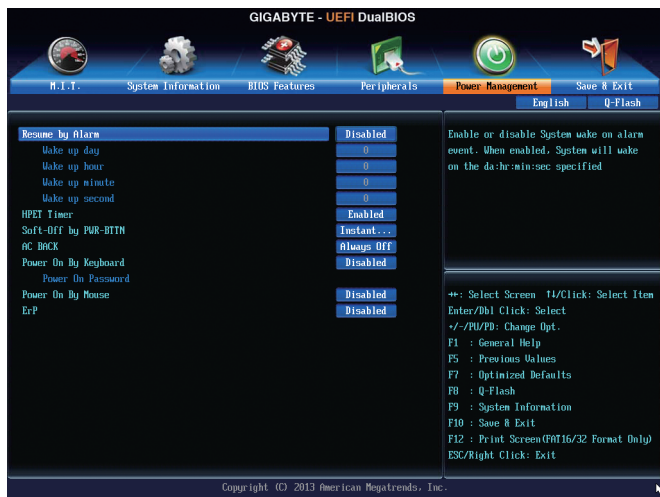 GIGABYTE - UEFI DualBIOS
M.I.T. System Information BIOS Features Peripherals Power Management Save & Exit
English Q-Flash
Resume by Alarm Disabled
Wake up day 0
Wake up hour 0
Wake up minute 0
Wake up second 0
HPET Timer Enabled
Soft-Off by PWR-BTTN Instant...
AC BACK Always Off
Power On By Keyboard Disabled
Power On Password
Power On By Mouse Disabled
ErP Disabled
Enable or disable System wake on alarm
event. When enabled, System will wake
on the da:hr:min:sec specified
→←: Select Screen ↑↓/Click: Select Item
Enter/Dbl Click: Select
+/-/PU/PD: Change Opt.
F1 : General Help
F5 : Previous Values
F7 : Optimized Defaults
F8 : Q-Flash
F9 : System Information
F10 : Save & Exit
F12 : Print Screen(FAT16/32 Format Only)
ESC/Right Click: Exit
Copyright (C) 2013 American Megatrends, Inc.